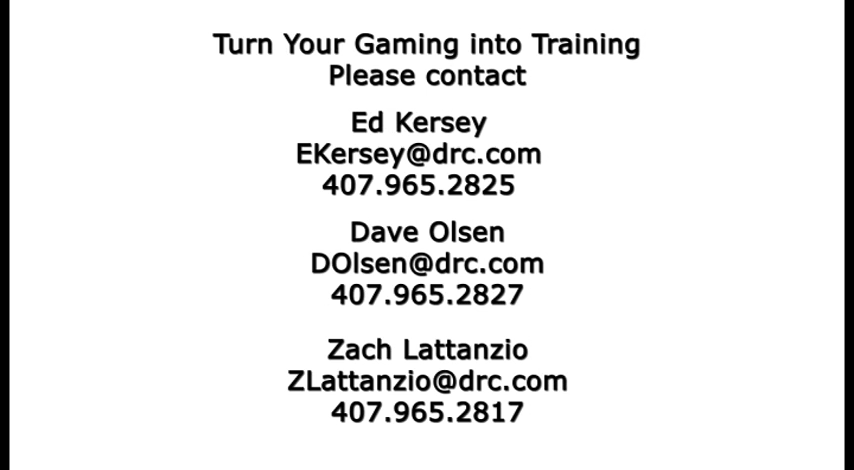 Turn Your Gaming into Training
Please contact
Ed Kersey
EKersey@drc.com
407.965.2825
Dave Olsen
DOlsen@drc.com
407.965.2827
Zach Lattanzio
ZLattanzio@drc.com
407.965.2817